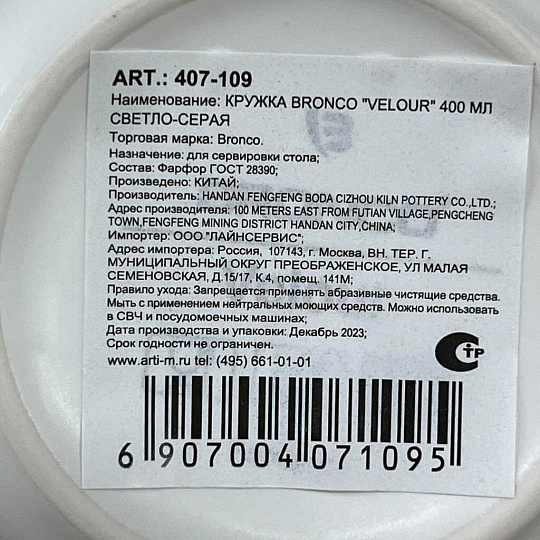 ART.: 407-109
Наименование: КРУЖКА BRONCO "VELOUR" 400 МЛ
СВЕТЛО-СЕРАЯ
Торговая марка: Bronco.
Назначение: для сервировки стола;
Состав: Фарфор ГОСТ 28390;
Произведено: КИТАЙ;
Производитель: HANDAN FENGFENG BODA CIZHOU KILN POTTERY CO.,LTD.;
Адрес производителя: 100 METERS EAST FROM FUTIAN VILLAGE,PENGCHENG
TOWN,FENGFENG MINING DISTRICT HANDAN CITY,CHINA;
Импортер: ООО "ЛАЙНСЕРВИС";
Адрес импортера: Россия, 107143, г. Москва, ВН. ТЕР. Г.
МУНИЦИПАЛЬНЫЙ ОКРУГ ПРЕОБРАЖЕНСКОЕ, УЛ МАЛАЯ
СЕМЕНОВСКАЯ, Д.15/17, К.4, помещ. 141М;
Правило ухода: Запрещается применять абразивные чистящие средства.
Мыть с применением нейтральных моющих средств. Можно использовать
в СВЧ и посудомоечных машинах;
Дата производства и упаковки: Декабрь 2023;
Срок годности не ограничен.
www.arti-m.ru tel: (495) 661-01-01
СТР
6 907004 071095